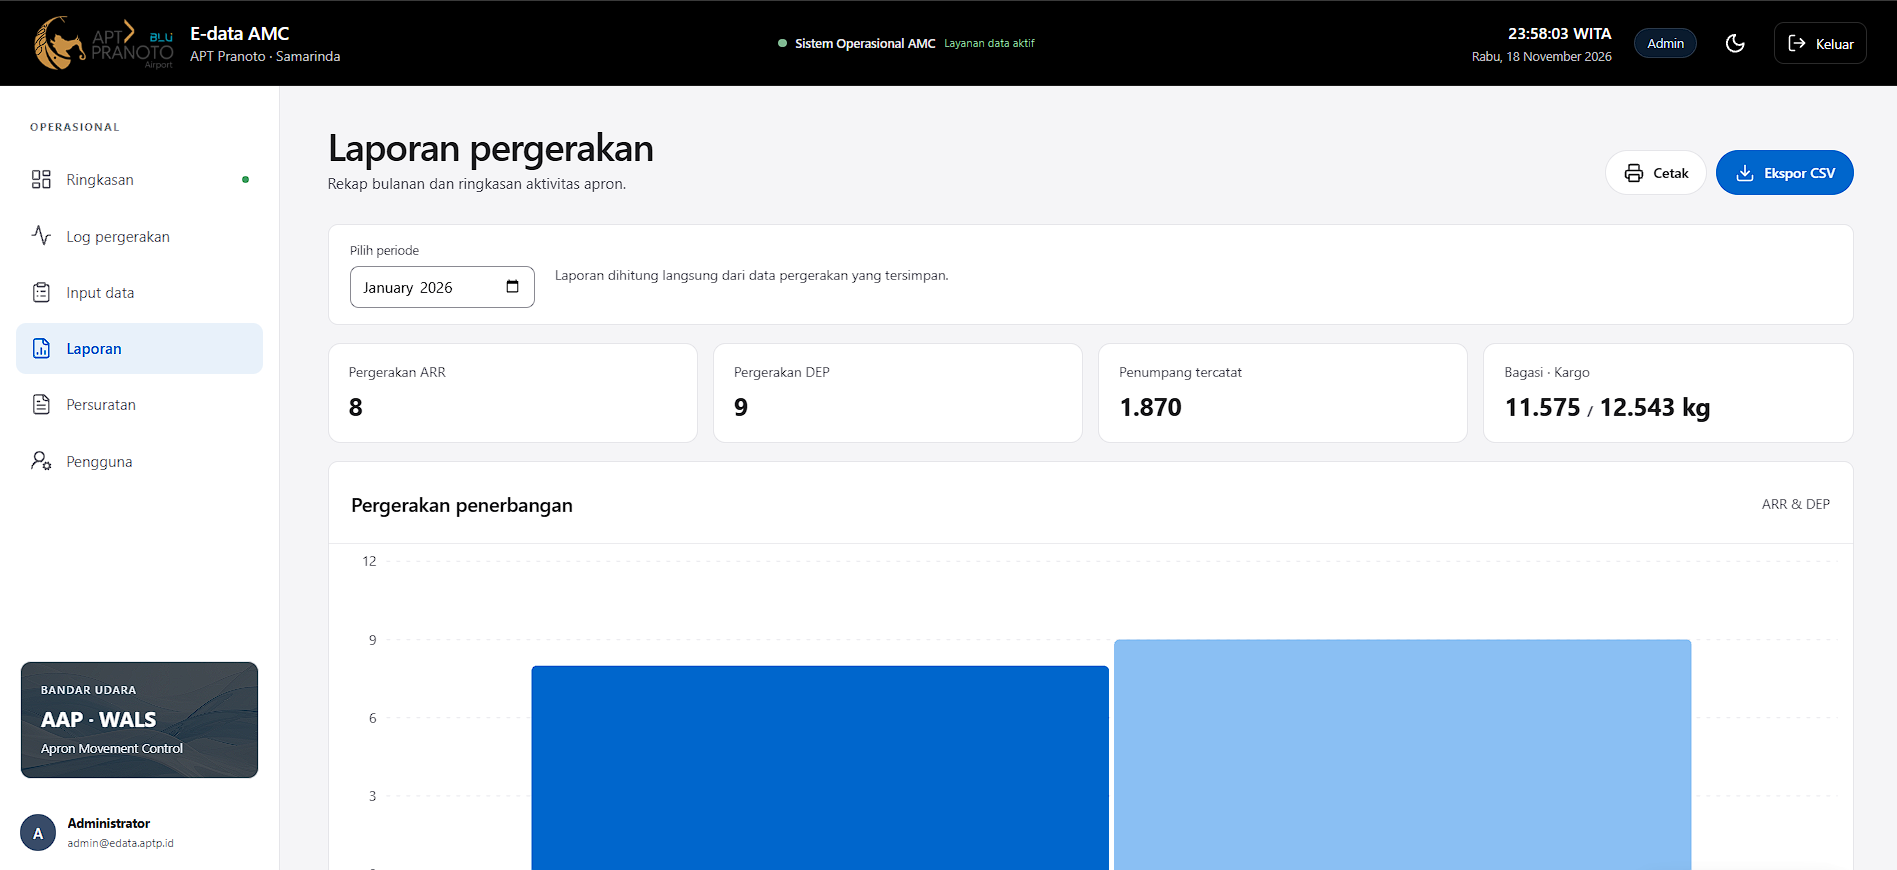 APT PRANOTO BLU Airport
E-data AMC
APT Pranoto · Samarinda
Sistem Operasional AMC Layanan data aktif
23:58:03 WITA
Rabu, 18 November 2026
Admin
Keluar
OPERASIONAL
Ringkasan
Log pergerakan
Input data
Laporan
Persuratan
Pengguna
BANDAR UDARA
AAP · WALS
Apron Movement Control
A
Administrator
admin@edata.aptp.id
Laporan pergerakan
Rekap bulanan dan ringkasan aktivitas apron.
Cetak
Ekspor CSV
Pilih periode
January 2026
Laporan dihitung langsung dari data pergerakan yang tersimpan.
Pergerakan ARR
8
Pergerakan DEP
9
Penumpang tercatat
1.870
Bagasi · Kargo
11.575 / 12.543 kg
Pergerakan penerbangan
ARR & DEP
12
9
6
3